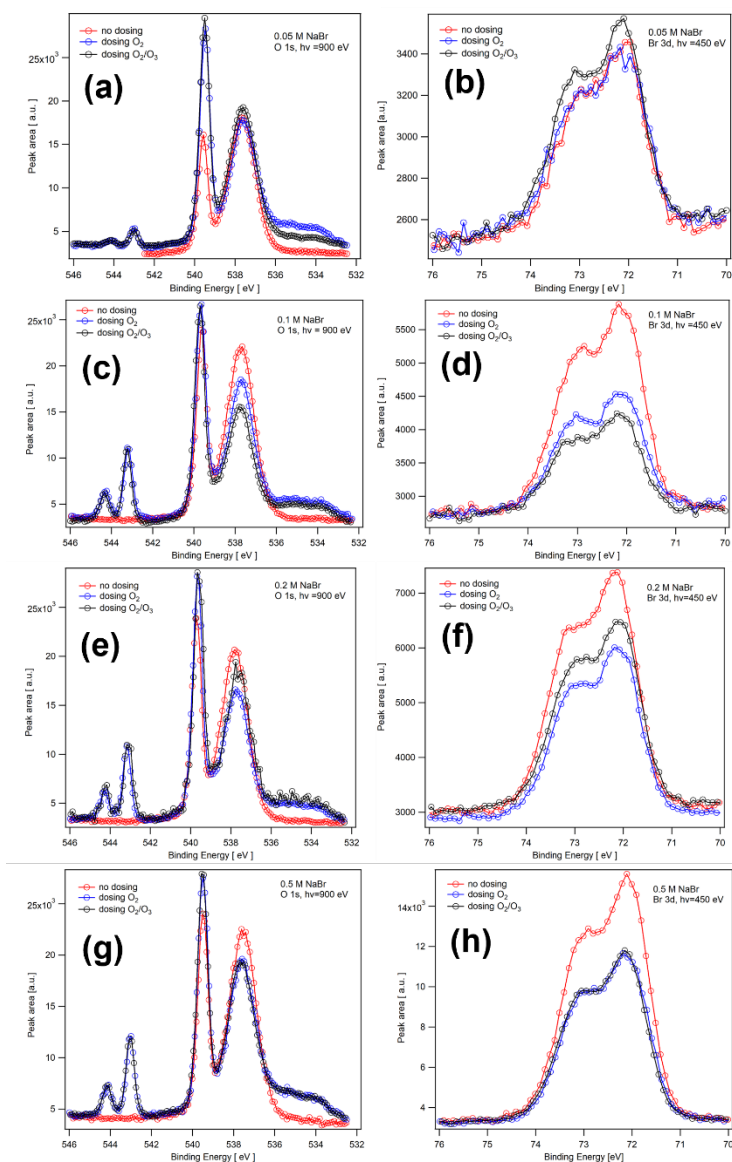 no dosing
dosing O₂
dosing O₂/O₃
0.05 M NaBr
O 1s, hν =900 eV
(a)
25x10³
20
15
10
5
Peak area [ a.u. ]
546 544 542 540 538 536 534 532
Binding Energy [ eV ]
no dosing
dosing O₂
dosing O₂/O₃
0.05 M NaBr
Br 3d, hv =450 eV
(b)
3400
3200
3000
2800
2600
Peak area [a.u.]
76 75 74 73 72 71 70
Binding Energy [ eV ]
no dosing
dosing O₂
dosing O₂/O₃
0.1 M NaBr
O 1s, hv = 900 eV
(c)
25x10³
20
15
10
5
Peak area [ a.u. ]
546 544 542 540 538 536 534 532
Binding Energy [ eV ]
no dosing
dosing O₂
dosing O₂/O₃
0.1 M NaBr
Br 3d, hv=450 eV
(d)
5500
5000
4500
4000
3500
3000
Peak area [ a.u. ]
76 75 74 73 72 71 70
Binding Energy [ eV ]
no dosing
dosing O₂
dosing O₂/O₃
0.2 M NaBr
O 1s, hv=900 eV
(e)
25x10³
20
15
10
5
Peak area [ a.u. ]
546 544 542 540 538 536 534 532
Binding Energy [ eV ]
no dosing
dosing O₂
dosing O₂/O₃
0.2 M NaBr
Br 3d, hv=450 eV
(f)
7000
6000
5000
4000
3000
Peak area [ a.u. ]
76 75 74 73 72 71 70
Binding Energy [ eV ]
no dosing
dosing O₂
dosing O₂/O₃
0.5 M NaBr
O 1s, hv=900 eV
(g)
25x10³
20
15
10
5
Peak area [a.u.]
546 544 542 540 538 536 534 532
Binding Energy [ eV ]
no dosing
dosing O₂
dosing O₂/O₃
0.5 M NaBr
Br 3d, hv=450 eV
(h)
14x10³
12
10
8
6
4
Peak area [ a.u. ]
76 75 74 73 72 71 70
Binding Energy [eV]